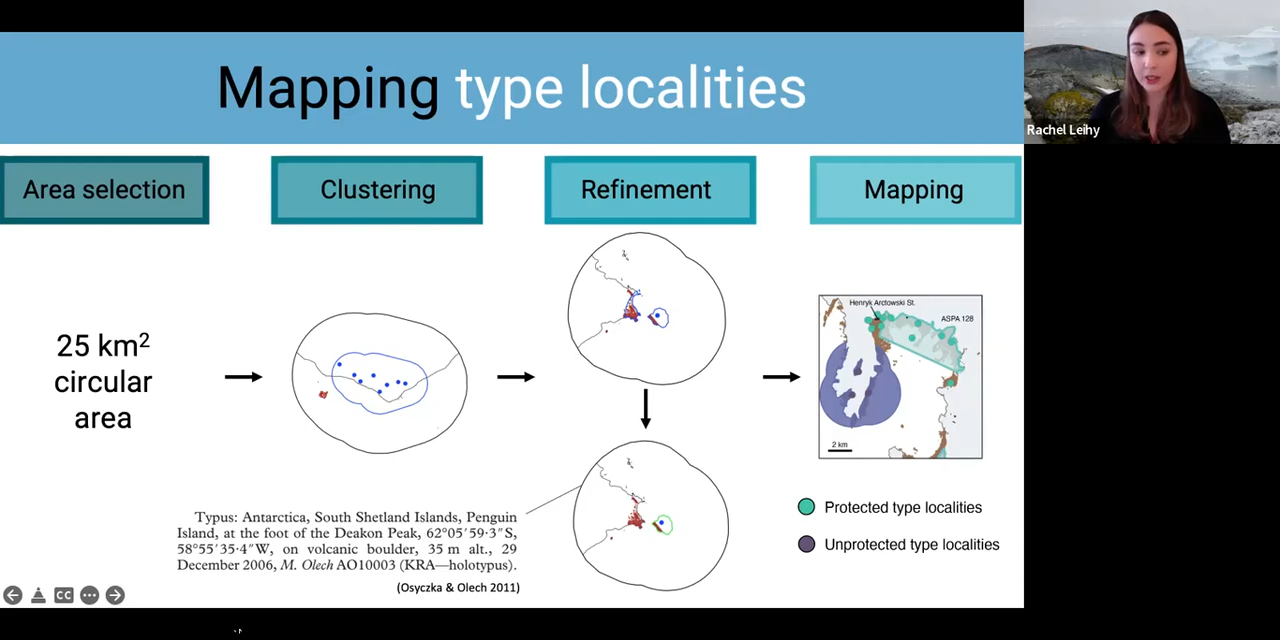 Mapping type localities
Rachel Leihy
Area selection
Clustering
Refinement
Mapping
25 km²
circular
area
Henryk Arctowski St.
ASPA 128
2 km
Typus: Antarctica, South Shetland Islands, Penguin
Island, at the foot of the Deakon Peak, 62°05′59·3″S,
58°55′35·4″W, on volcanic boulder, 35 m alt., 29
December 2006, M. Olech AO10003 (KRA—holotypus).
(Osyczka & Olech 2011)
Protected type localities
Unprotected type localities
CC